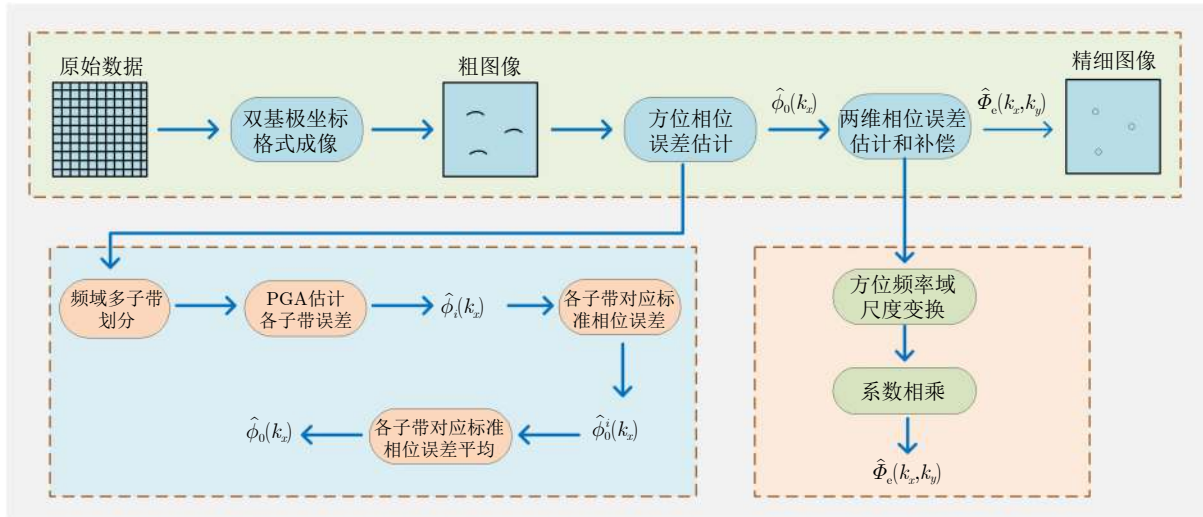 原始数据
双基极坐标
格式成像
粗图像
方位相位
误差估计
$\hat{\phi}_0(k_x)$
两维相位误差
估计和补偿
$\hat{\Phi}_e(k_x,k_y)$
精细图像
频域多子带
划分
PGA估计
各子带误差
$\hat{\phi}_i(k_x)$
各子带对应标
准相位误差
$\hat{\phi}_0^i(k_x)$
各子带对应标准
相位误差平均
$\hat{\phi}_0(k_x)$
方位频率域
尺度变换
系数相乘
$\hat{\Phi}_e(k_x,k_y)$